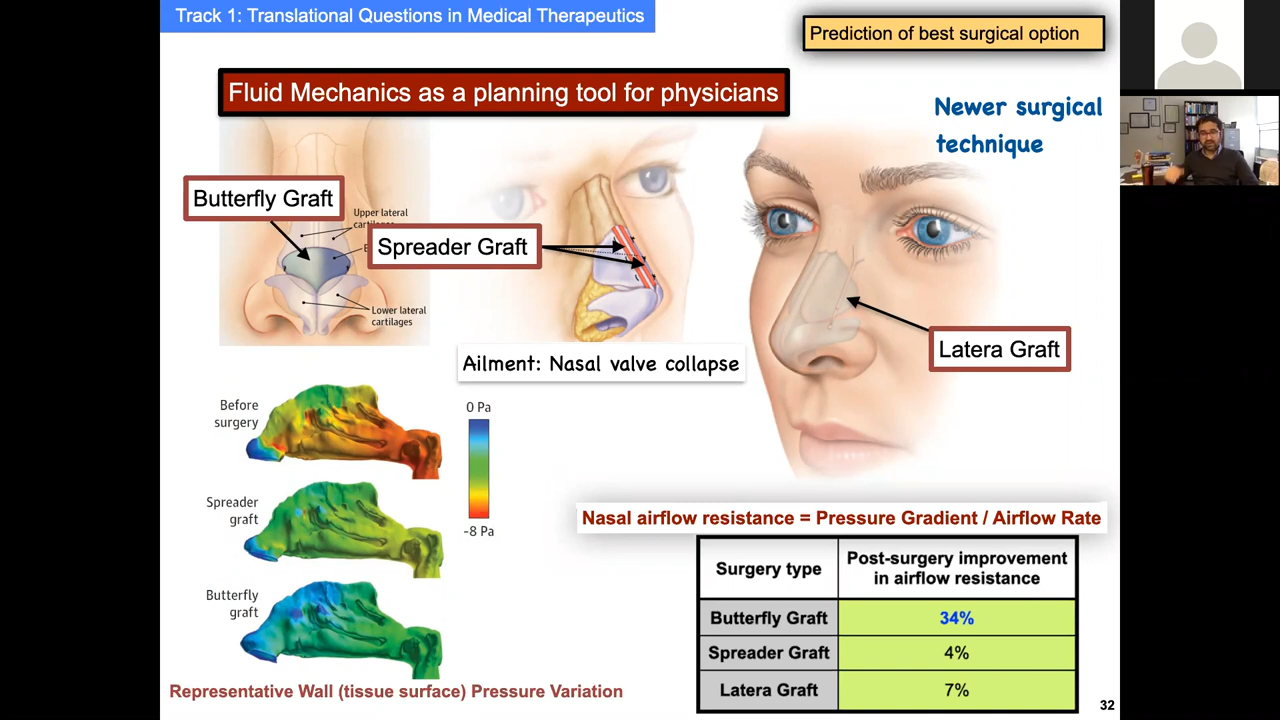 Track 1: Translational Questions in Medical Therapeutics
Prediction of best surgical option
Fluid Mechanics as a planning tool for physicians
Newer surgical
technique
Butterfly Graft
Upper lateral
Spreader Graft
Lower lateral
cartilages
Latera Graft
Ailment: Nasal valve collapse
Before
surgery
0 Pa
-8 Pa
Spreader
graft
Butterfly
graft
Representative Wall (tissue surface) Pressure Variation
Nasal airflow resistance = Pressure Gradient / Airflow Rate
Surgery type
Post-surgery improvement
in airflow resistance
Butterfly Graft 34%
Spreader Graft 4%
Latera Graft 7%
32